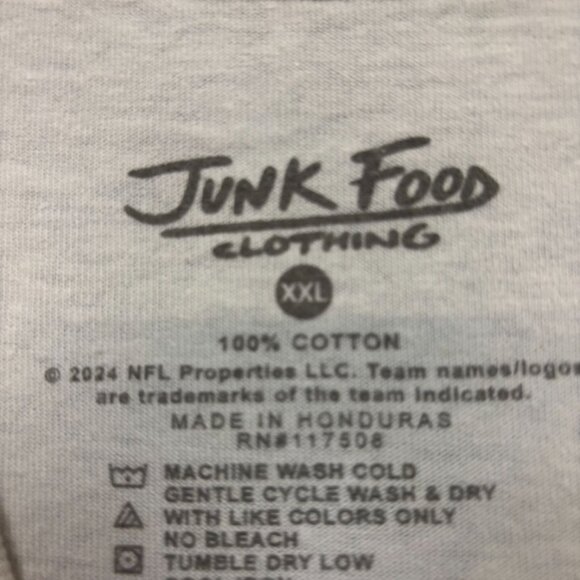 JUNK FOOD
CLOTHING
XXL
100% COTTON
© 2024 NFL Properties LLC. Team names/logos
are trademarks of the team indicated.
MADE IN HONDURAS
RN#117508
MACHINE WASH COLD
GENTLE CYCLE WASH & DRY
WITH LIKE COLORS ONLY
NO BLEACH
TUMBLE DRY LOW